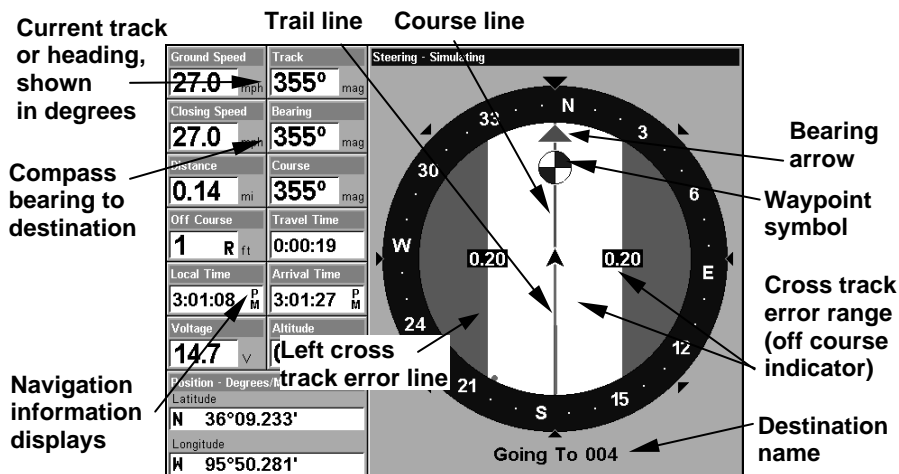 Current track
or heading,
shown
in degrees
Trail line
Course line
Compass
bearing to
destination
Navigation
information
displays
Ground Speed
27.0 mph
Track
355° mag
Closing Speed
27.0 mph
Bearing
355° mag
Distance
0.14 mi
Course
355° mag
Off Course
1 R ft
Travel Time
0:00:19
Local Time
3:01:08 PM
Arrival Time
3:01:27 PM
Voltage
14.7 V
Altitude
Left cross
track error line
Position - Degrees/M
Latitude
N 36°09.233'
Longitude
W 95°50.281'
Steering - Simulating
N
3
6
E
12
15
S
21
24
W
30
33
0.20
0.20
Going To 004
Bearing
arrow
Waypoint
symbol
Cross track
error range
(off course
indicator)
Destination
name